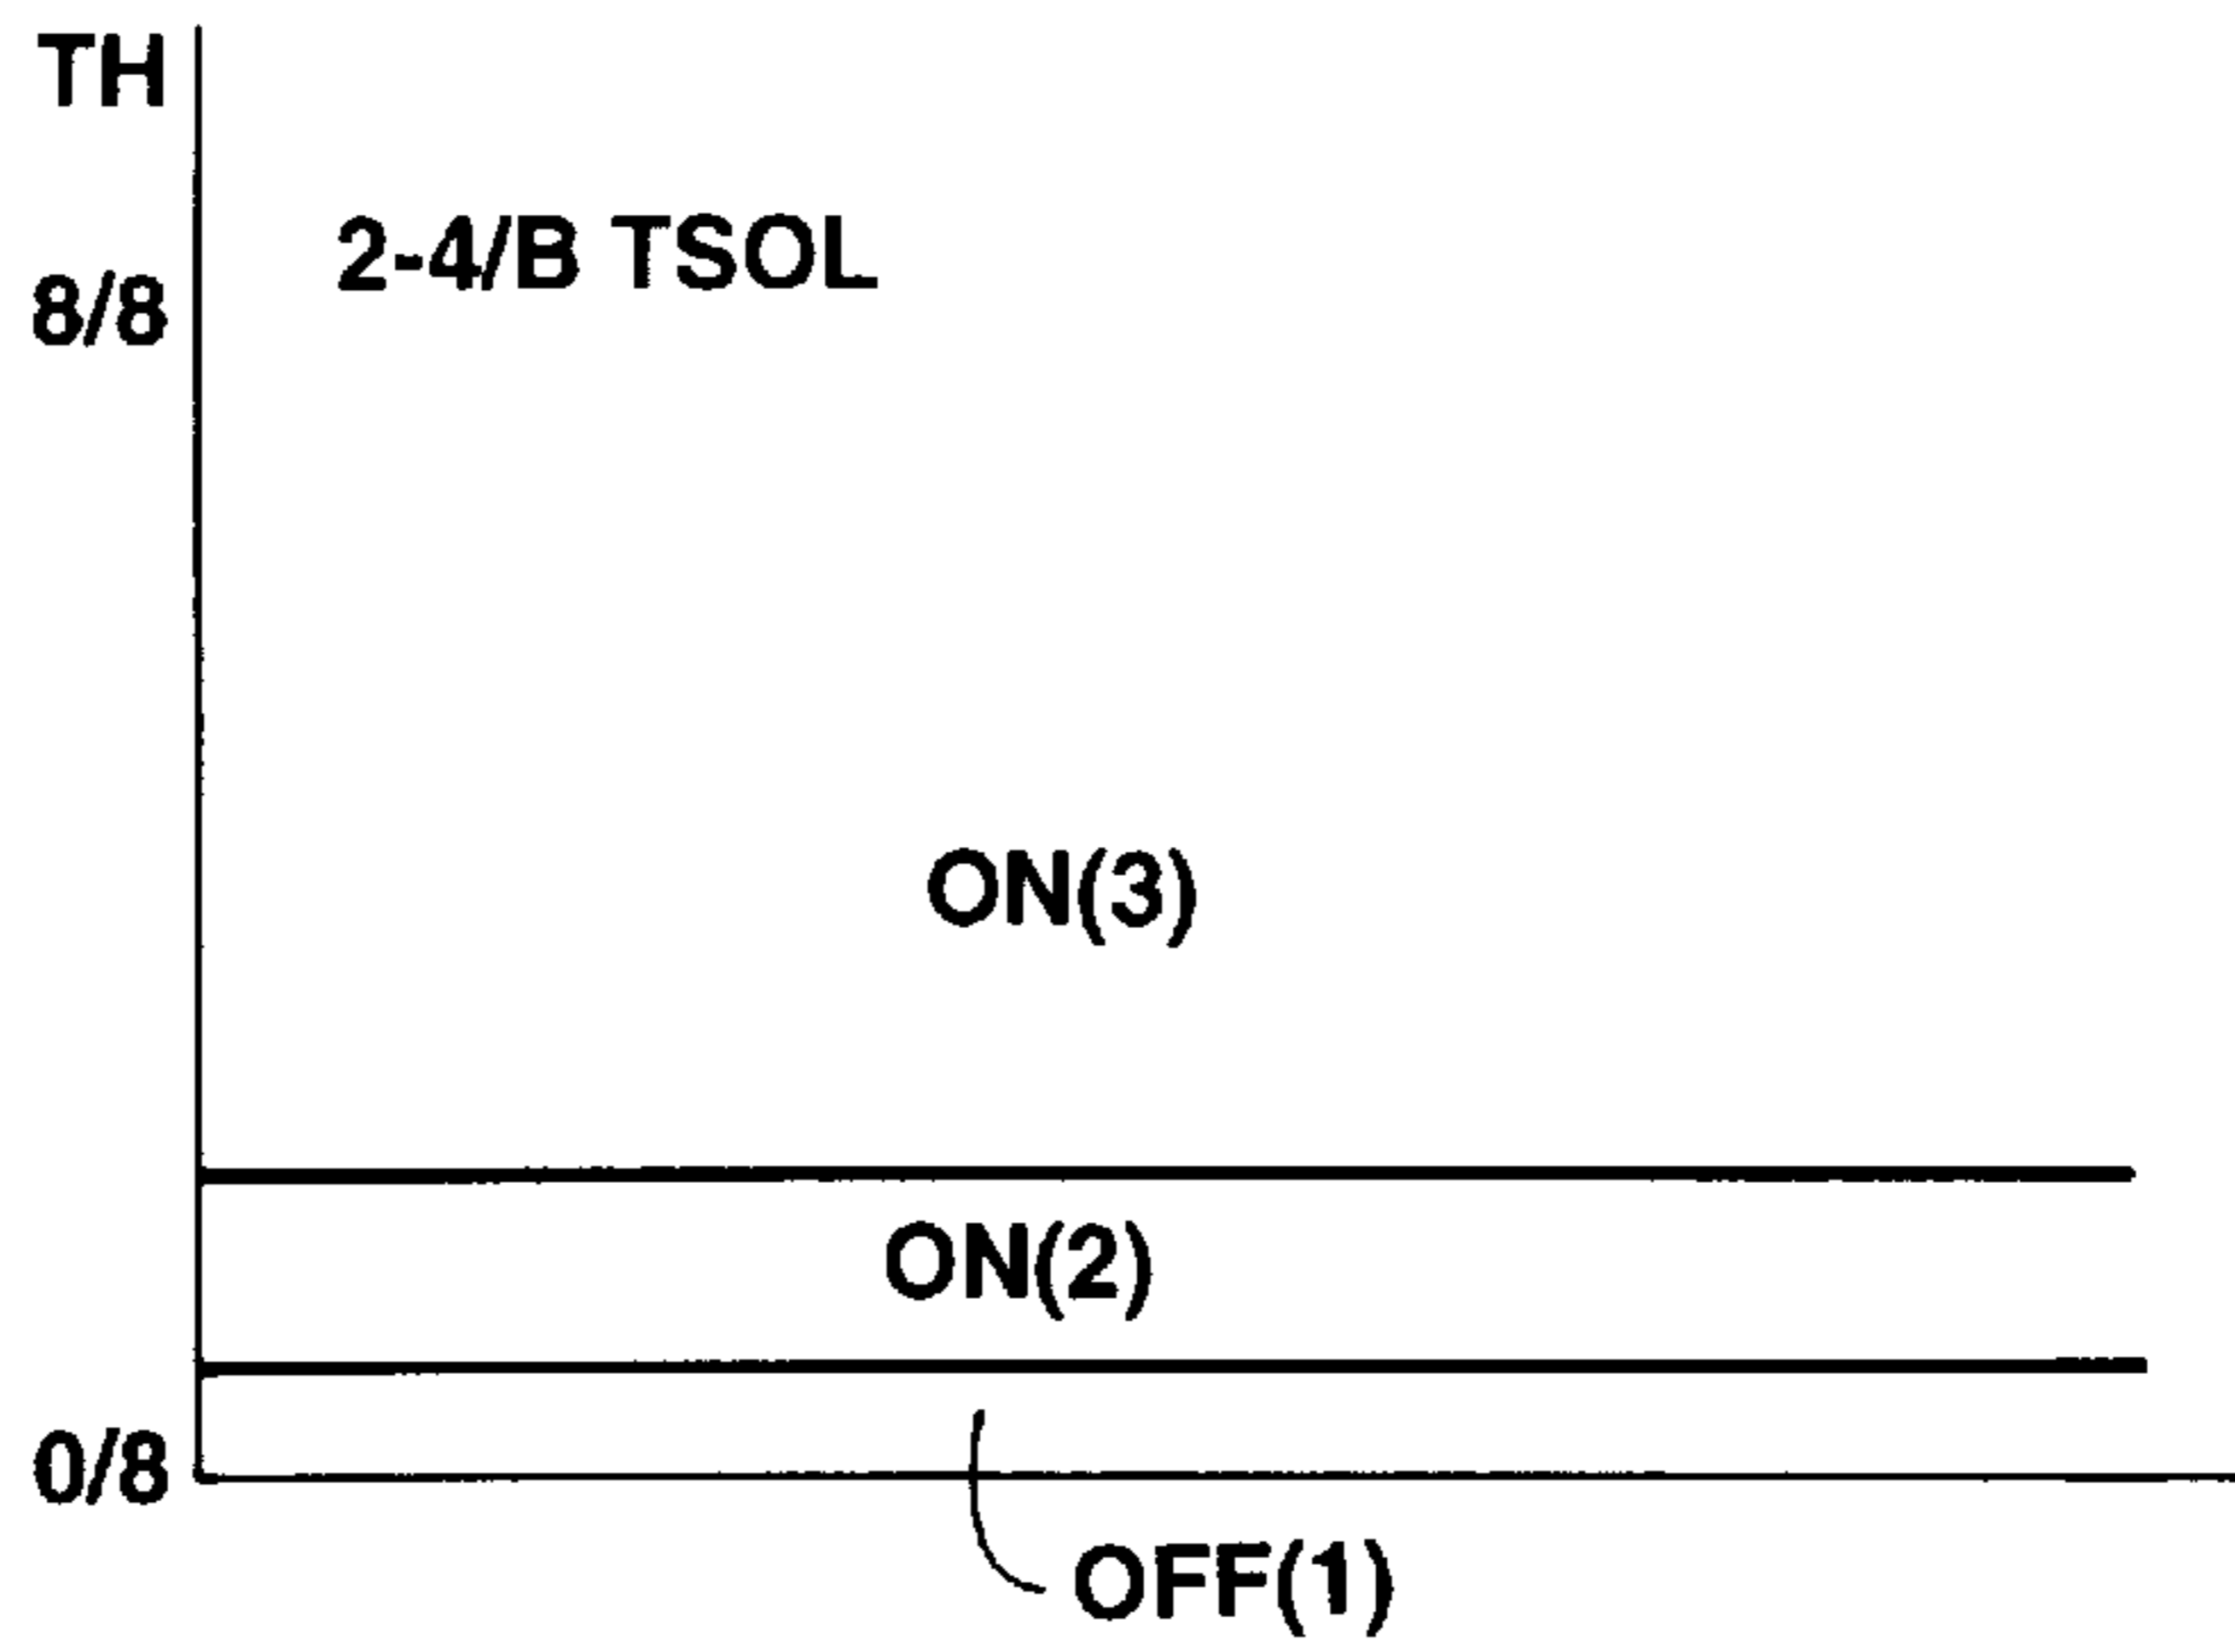 TH
2-4/B TSOL
8/8
ON(3)
ON(2)
0/8
OFF(1)